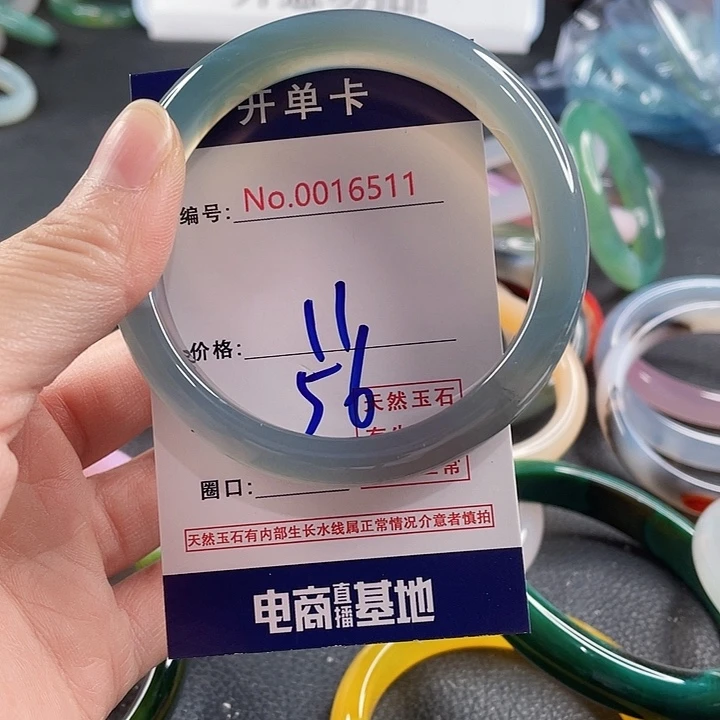 开单卡
编号: No.0016511
价格: 11
56
天然玉石
圈口:
天然玉石有内部生长水线属正常情况介意者慎拍
电商直播基地